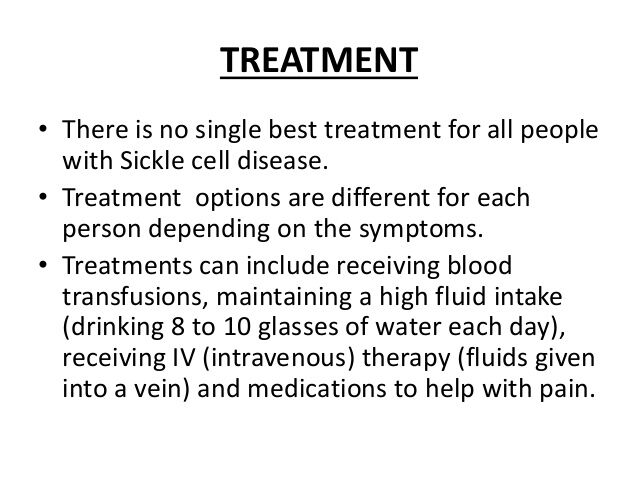 TREATMENT
• There is no single best treatment for all people
with Sickle cell disease.
• Treatment  options are different for each
person depending on the symptoms.
• Treatments can include receiving blood
transfusions, maintaining a high fluid intake
(drinking 8 to 10 glasses of water each day),
receiving IV (intravenous) therapy (fluids given
into a vein) and medications to help with pain.